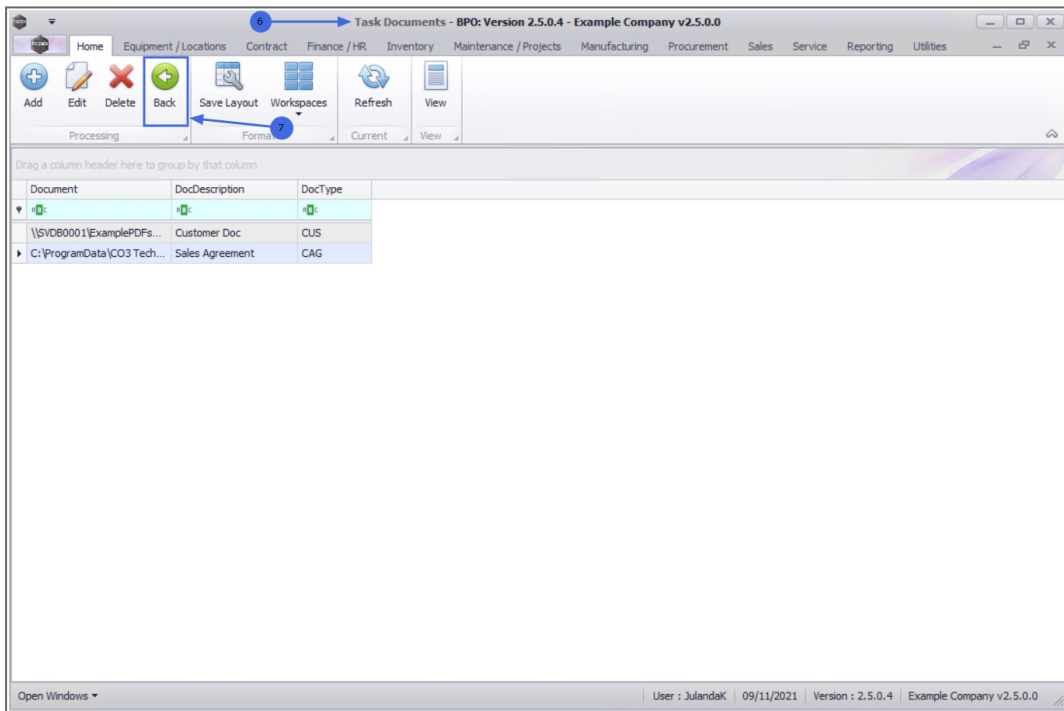 6
Task Documents - BPO: Version 2.5.0.4 - Example Company v2.5.0.0
Home Equipment / Locations Contract Finance / HR Inventory Maintenance / Projects Manufacturing Procurement Sales Service Reporting Utilities
Add Edit Delete Back Save Layout Workspaces Refresh View
7
Processing Format Current View
Drag a column header here to group by that column
Document DocDescription DocType
\\SVDB0001\ExamplePDFs... Customer Doc CUS
C:\ProgramData\CO3 Tech... Sales Agreement CAG
Open Windows User : JulandaK 09/11/2021 Version : 2.5.0.4 Example Company v2.5.0.0